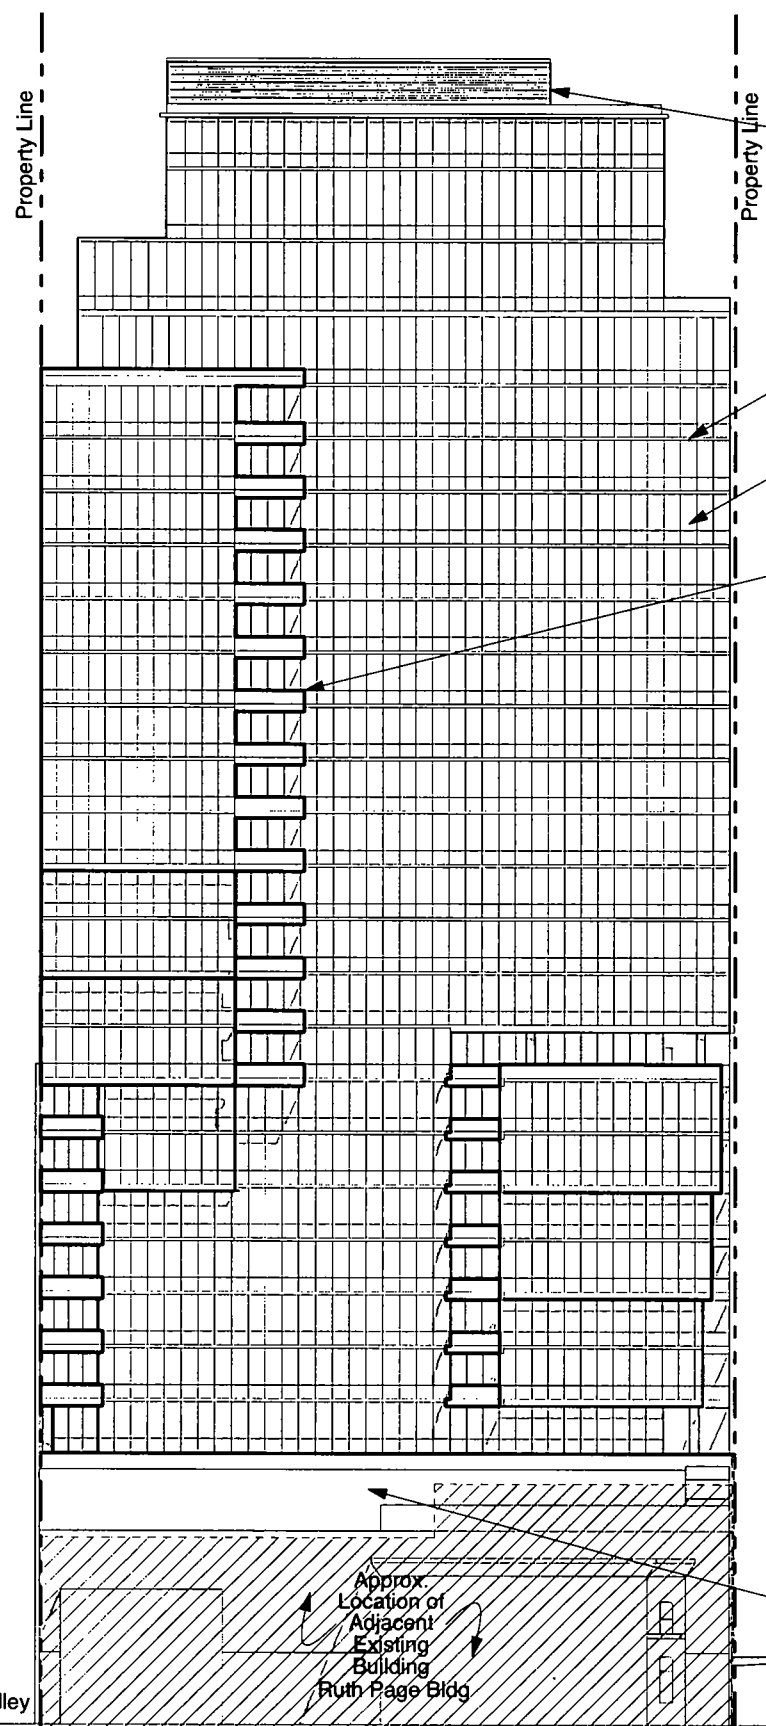 Property Line
Property Line
Approx.
Location of
Adjacent
Existing
Building
Ruth Page Bldg
lley